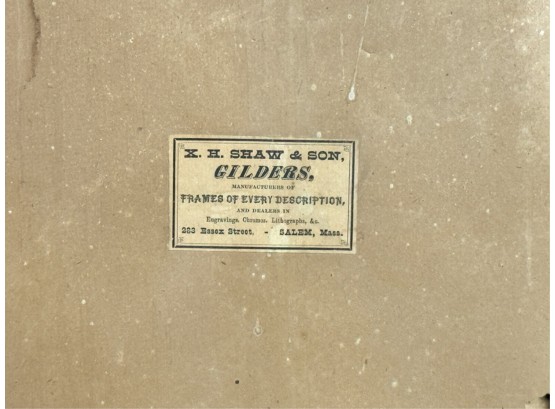 X. H. SHAW & SON,
GILDERS,
MANUFACTURERS OF
FRAMES OF EVERY DESCRIPTION,
AND DEALERS IN
Engravings, Chromos, Lithographs, &c.
283 Essex Street. - SALEM, Mass.